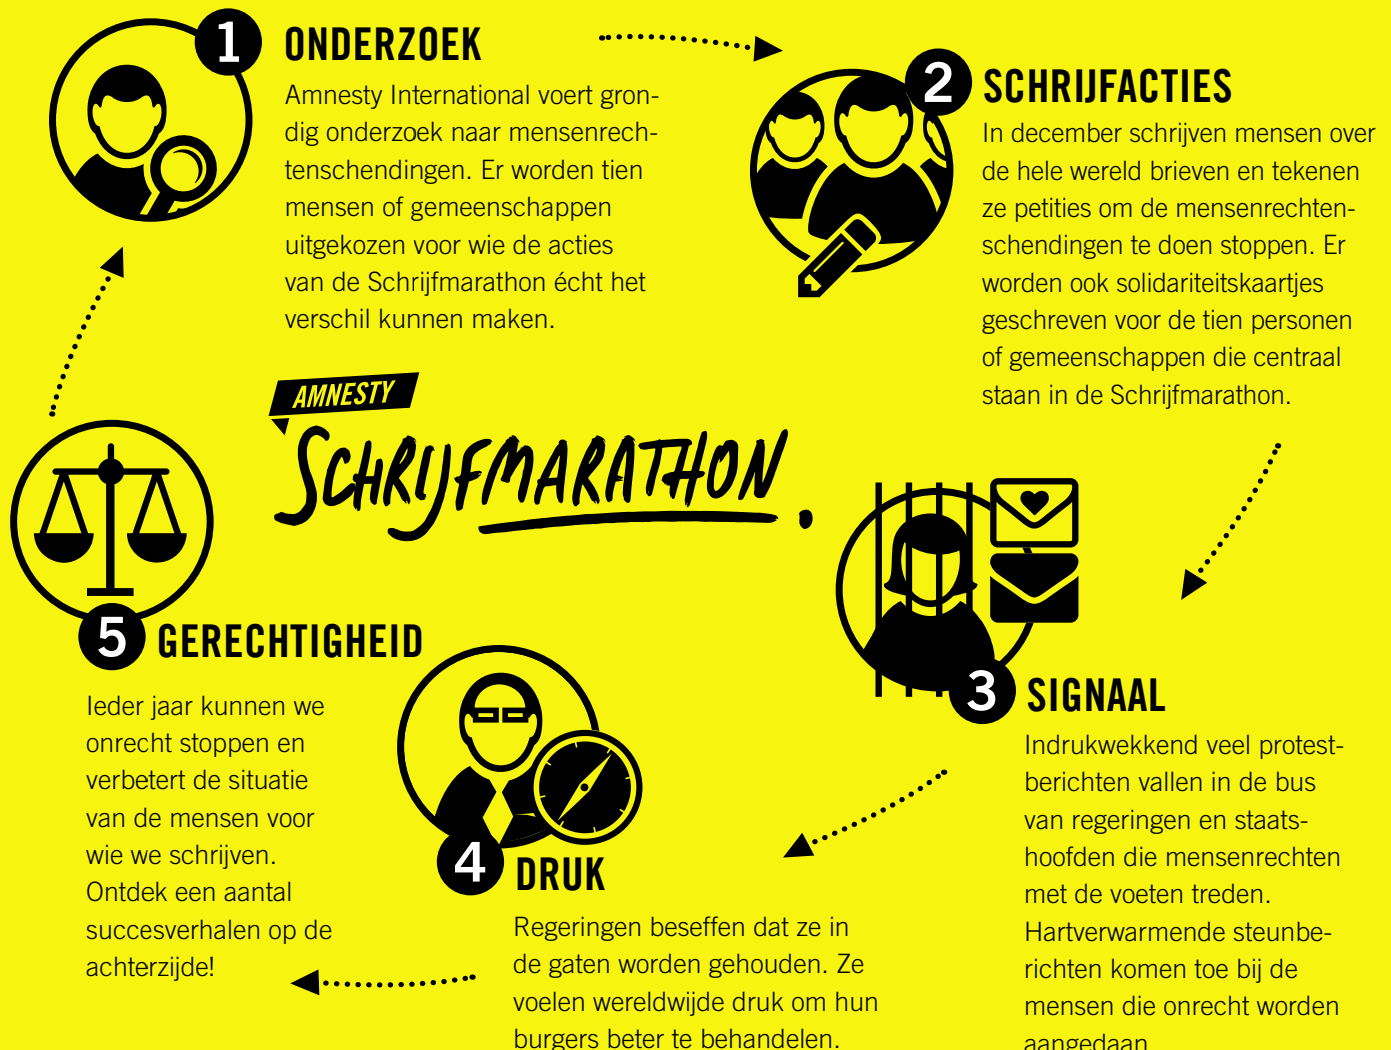 1 ONDERZOEK
Amnesty International voert gron-
dig onderzoek naar mensenrech-
tenschendingen. Er worden tien
mensen of gemeenschappen
uitgekozen voor wie de acties
van de Schrijfmarathon écht het
verschil kunnen maken.
2 SCHRIJFACTIES
In december schrijven mensen over
de hele wereld brieven en tekenen
ze petities om de mensenrechten-
schendingen te doen stoppen. Er
worden ook solidariteitskaartjes
geschreven voor de tien personen
of gemeenschappen die centraal
staan in de Schrijfmarathon.
AMNESTY
SCHRIJFMARATHON.
3 SIGNAAL
Indrukwekkend veel protest-
berichten vallen in de bus
van regeringen en staats-
hoofden die mensenrechten
met de voeten treden.
Hartverwarmende steunbe-
richten komen toe bij de
mensen die onrecht worden
aangedaan
4 DRUK
Regeringen beseffen dat ze in
de gaten worden gehouden. Ze
voelen wereldwijde druk om hun
burgers beter te behandelen.
5 GERECHTIGHEID
Ieder jaar kunnen we
onrecht stoppen en
verbetert de situatie
van de mensen voor
wie we schrijven.
Ontdek een aantal
succesverhalen op de
achterzijde!